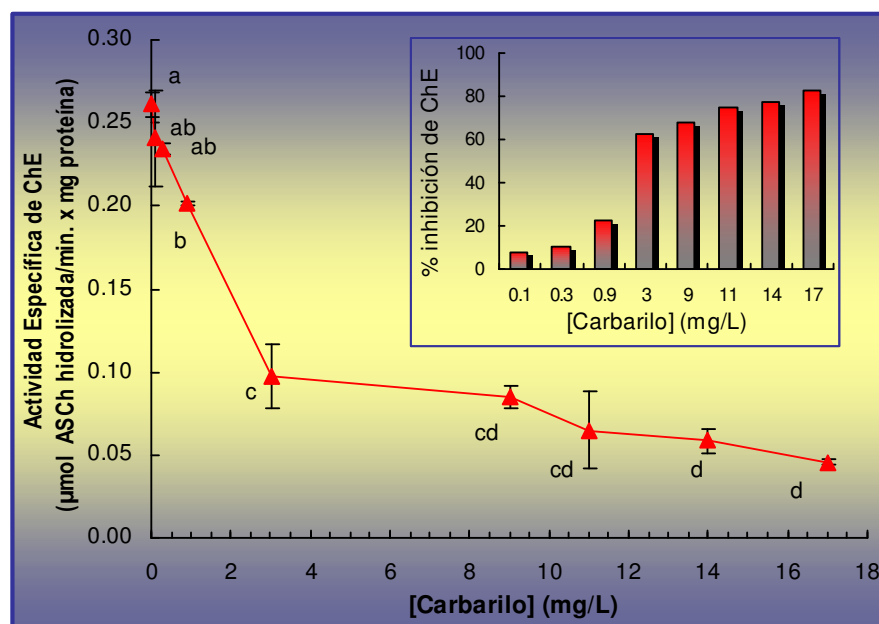 Actividad Específica de ChE
(µmol ASCh hidrolizada/min. x mg proteína)
0.30
0.25
0.20
0.15
0.10
0.05
0.00
a
ab
ab
b
c
cd
cd
d
d
0 2 4 6 8 10 12 14 16 18
[Carbarilo] (mg/L)
% inhibición de ChE
100
80
60
40
20
0
0.1 0.3 0.9 3 9 11 14 17
[Carbarilo] (mg/L)